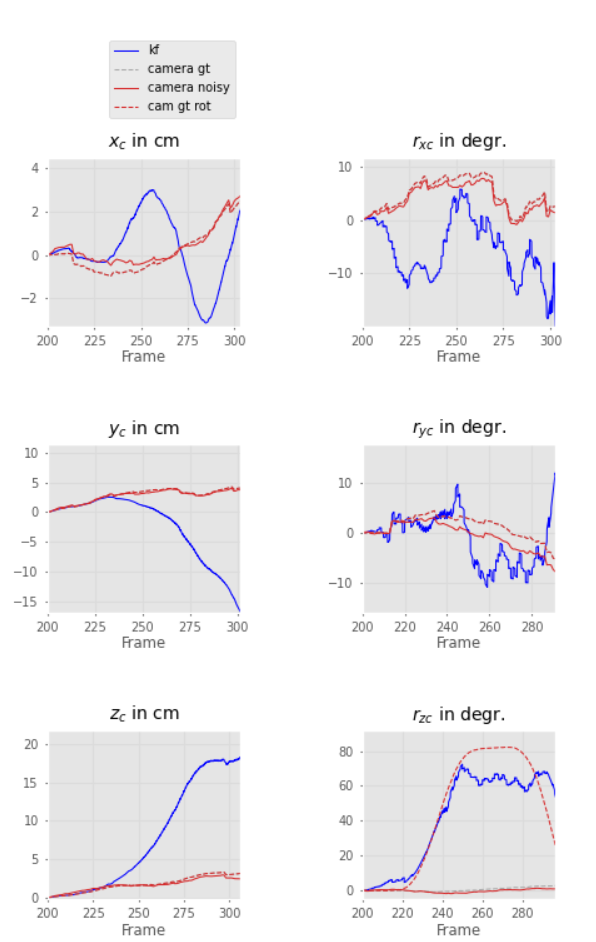 kf
camera gt
camera noisy
cam gt rot
x_c in cm
r_xc in degr.
4
2
0
−2
200 225 250 275 300
Frame
10
0
−10
200 225 250 275 300
Frame
y_c in cm
r_yc in degr.
10
5
0
−5
−10
−15
200 225 250 275 300
Frame
10
0
−10
200 220 240 260 280
Frame
z_c in cm
r_zc in degr.
20
15
10
5
0
200 225 250 275 300
Frame
80
60
40
20
0
200 220 240 260 280
Frame